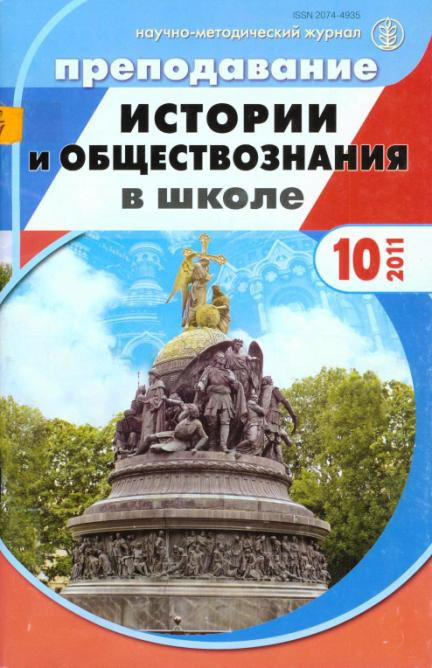 ISSN 2074-4935
научно-методический журнал
преподавание
ИСТОРИИ
и ОБЩЕСТВОЗНАНИЯ
в школе
10 2011